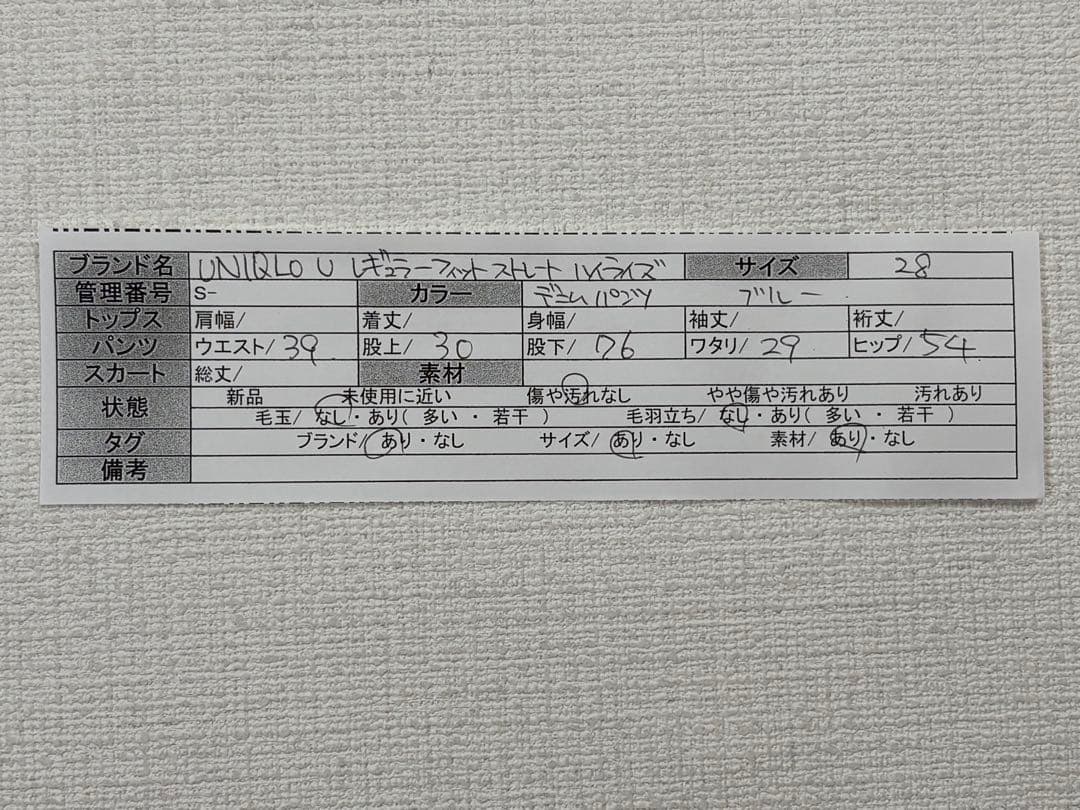 ブランド名 UNIQLO U レギュラーフィットストレート ハイライズ サイズ 28
管理番号 S- カラー デニムパンツ ブルー
トップス 肩幅/ 着丈/ 身幅/ 袖丈/ 裄丈/
パンツ ウエスト/ 39 股上/ 30 股下/ 76 ワタリ/ 29 ヒップ/ 54
スカート 総丈/ 素材
状態 新品 未使用に近い 傷や汚れなし やや傷や汚れあり 汚れあり
毛玉/ なし・あり( 多い ・ 若干 ) 毛羽立ち/ なし・あり( 多い ・ 若干 )
タグ ブランド/ あり・なし サイズ/ あり・なし 素材/ あり・なし
備考